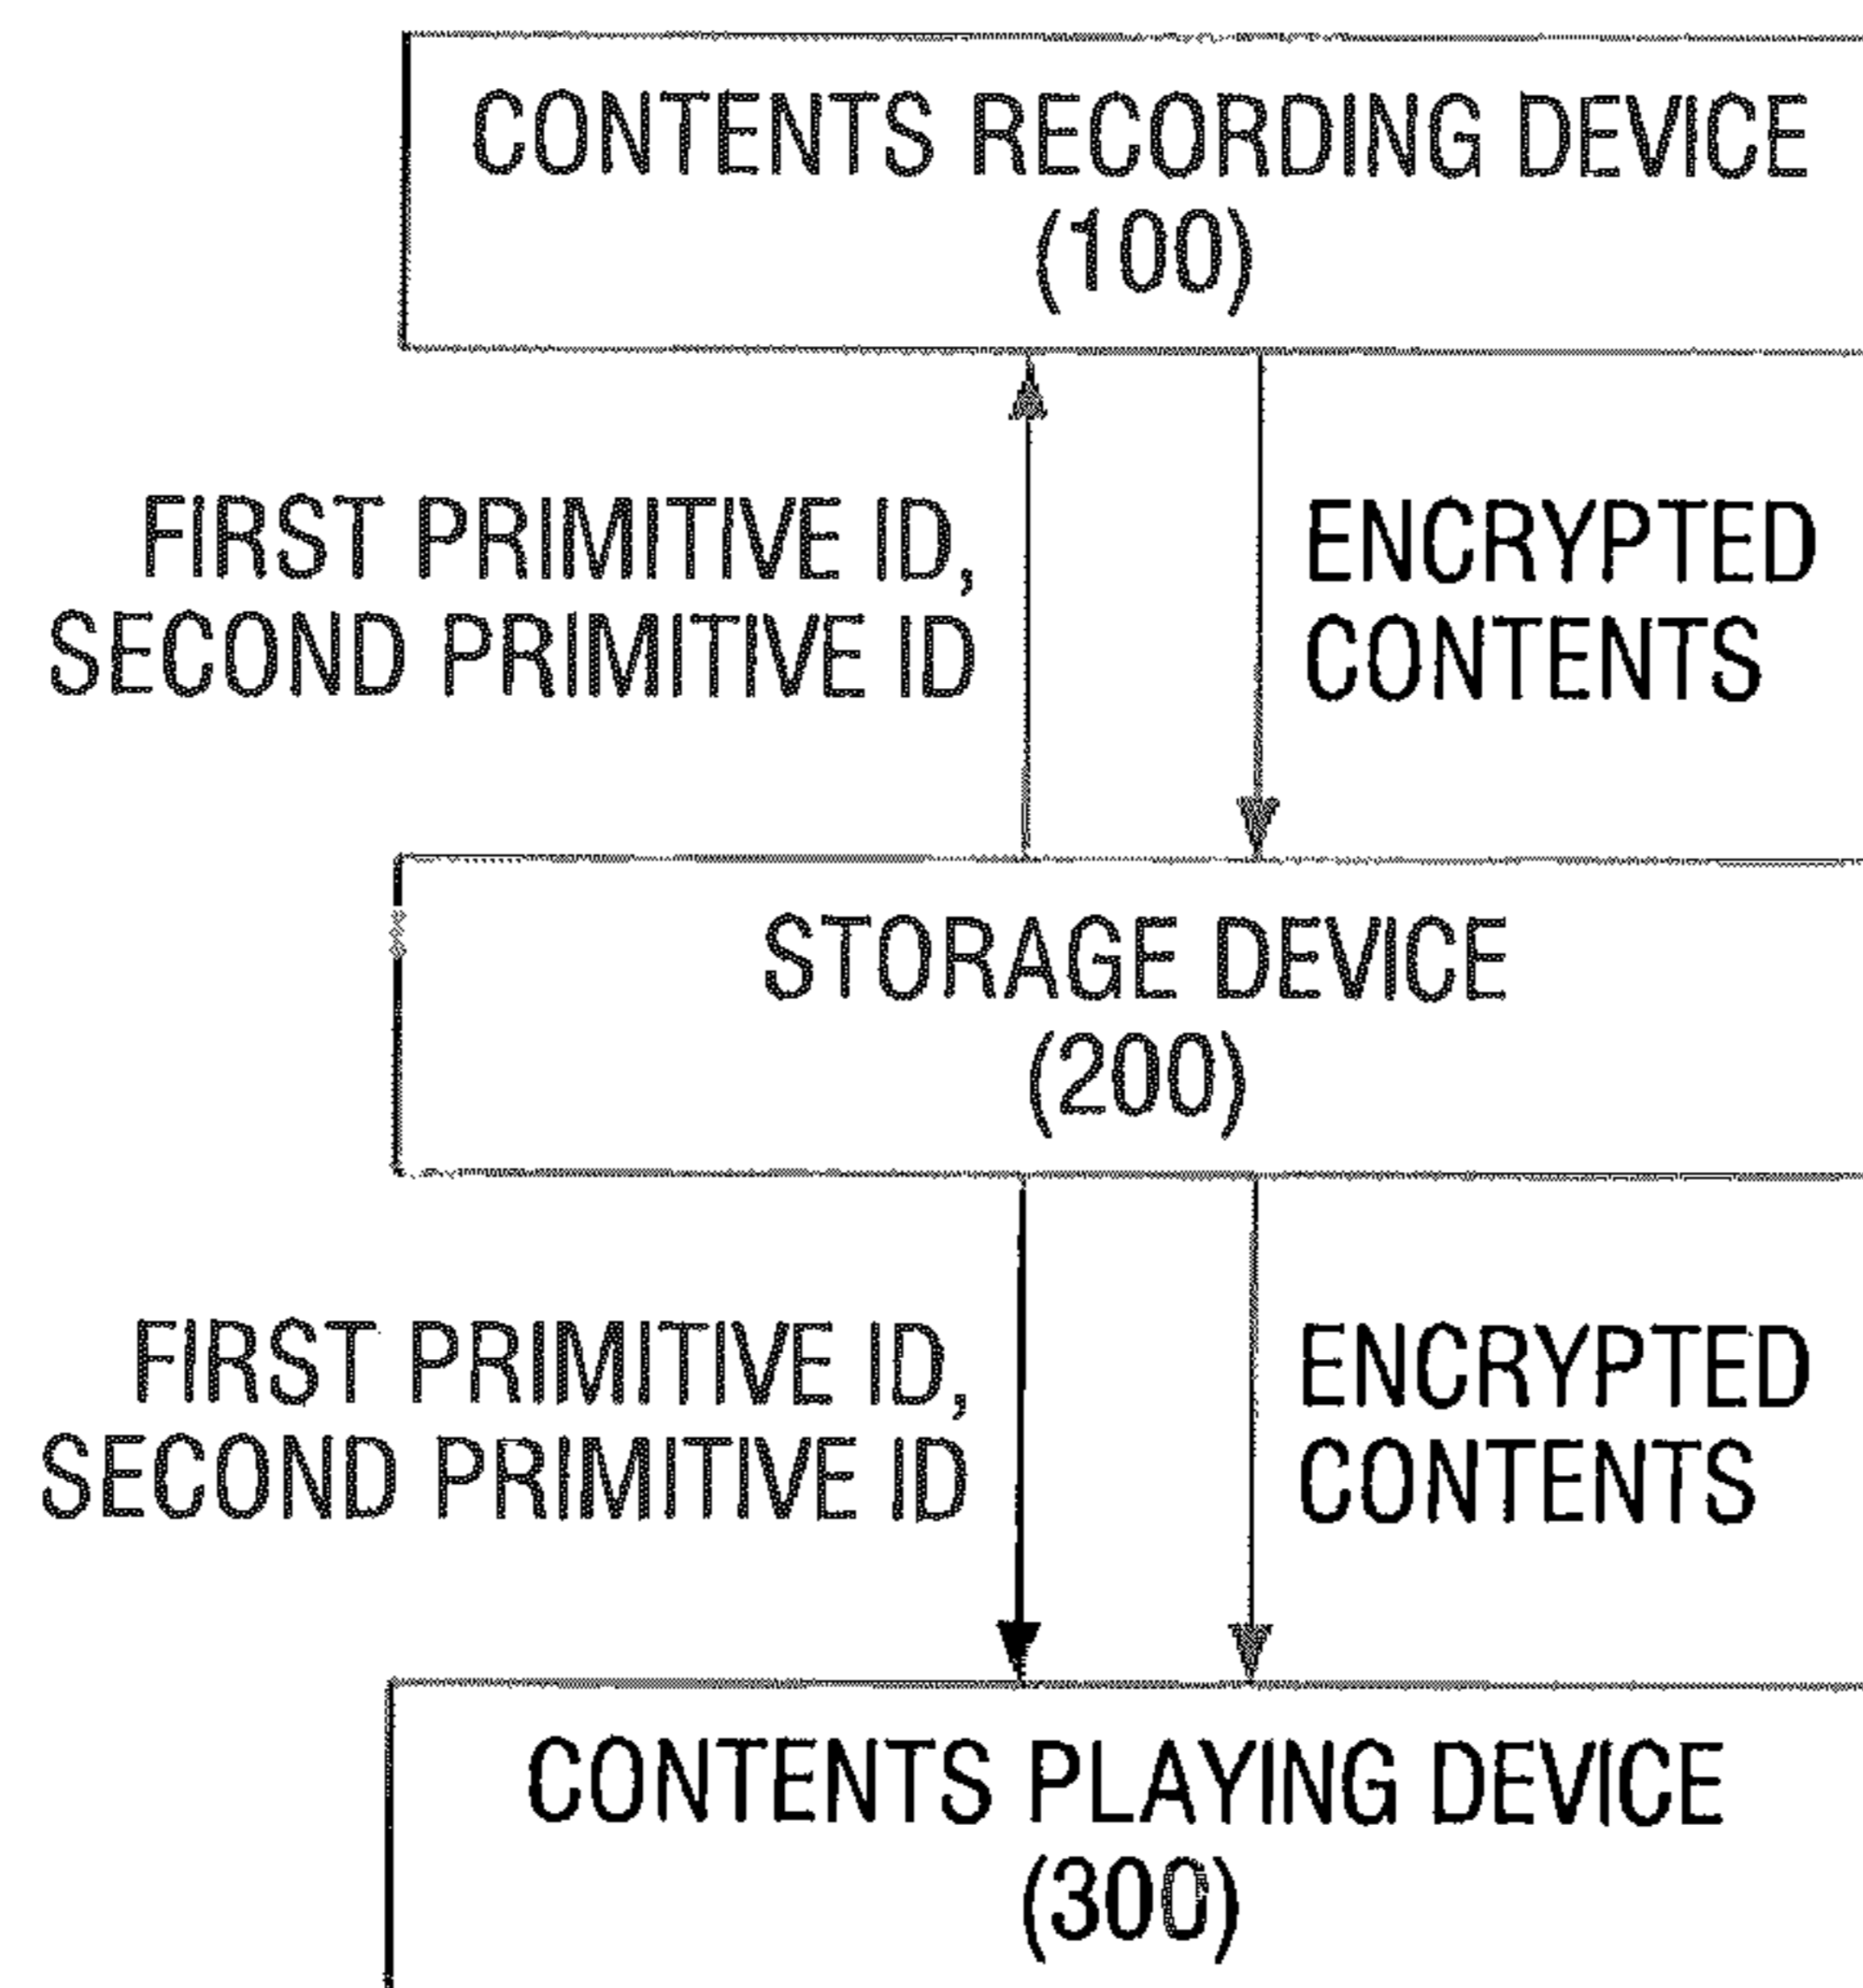 CONTENTS RECORDING DEVICE
(100)
FIRST PRIMITIVE ID,
SECOND PRIMITIVE ID
ENCRYPTED
CONTENTS
STORAGE DEVICE
(200)
FIRST PRIMITIVE ID,
SECOND PRIMITIVE ID
ENCRYPTED
CONTENTS
CONTENTS PLAYING DEVICE
(300)